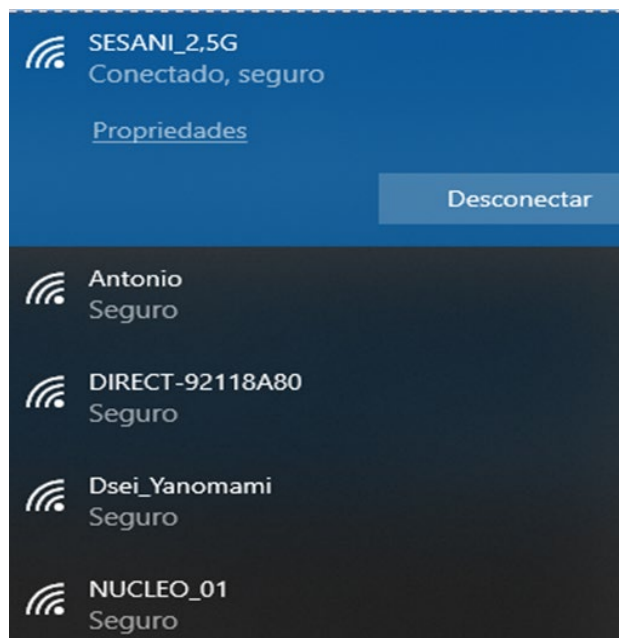 SESANI_2,5G
Conectado, seguro
Propriedades
Desconectar
Antonio
Seguro
DIRECT-92118A80
Seguro
Dsei_Yanomami
Seguro
NUCLEO_01
Seguro